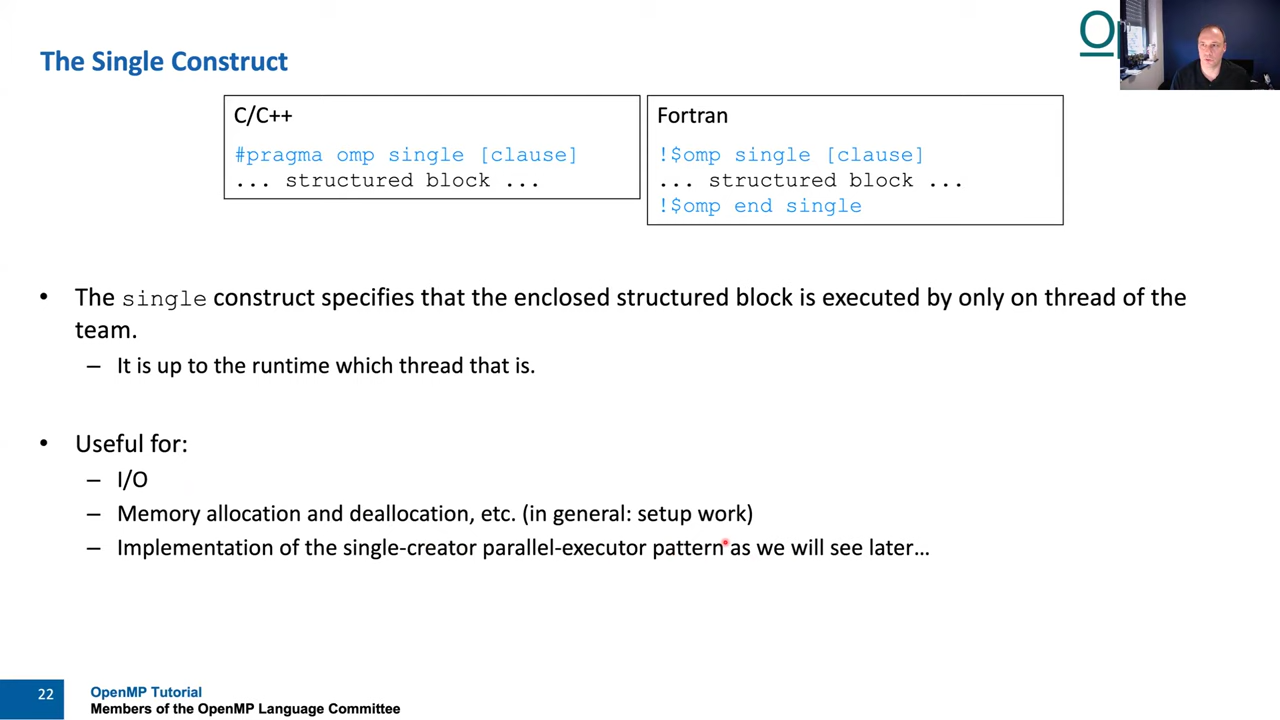 The Single Construct
C/C++
#pragma omp single [clause]
... structured block ...
Fortran
!$omp single [clause]
... structured block ...
!$omp end single
• The single construct specifies that the enclosed structured block is executed by only on thread of the
team.
– It is up to the runtime which thread that is.
• Useful for:
– I/O
– Memory allocation and deallocation, etc. (in general: setup work)
– Implementation of the single-creator parallel-executor pattern as we will see later…
22
OpenMP Tutorial
Members of the OpenMP Language Committee